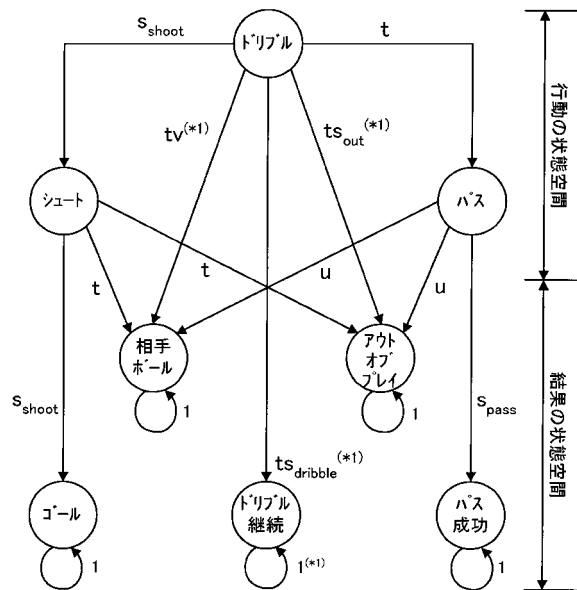 s_shoot
ドリブル
t
tv(*1)
ts_out(*1)
行動の状態空間
シュート
パス
t
t
u
u
相手
ボール
アウト
オブ
プレイ
1
1
s_shoot
s_pass
結果の状態空間
ts_dribble(*1)
ゴール
ドリブル
継続
パス
成功
1
1(*1)
1